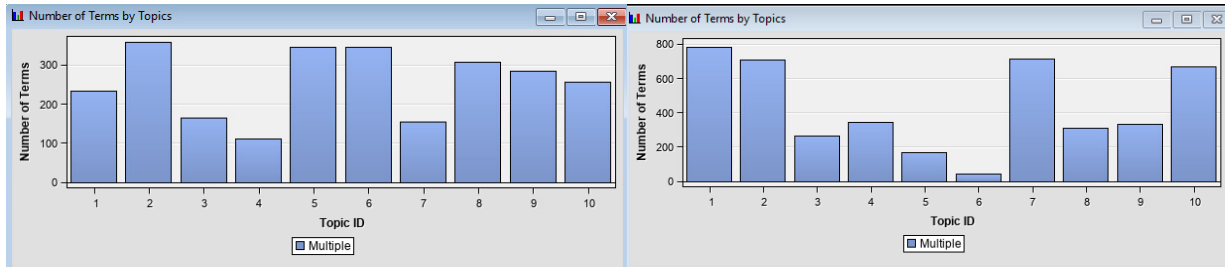 Number of Terms by Topics
Number of Terms
300
200
100
0
1 2 3 4 5 6 7 8 9 10
Topic ID
Multiple
Number of Terms by Topics
Number of Terms
800
600
400
200
0
1 2 3 4 5 6 7 8 9 10
Topic ID
Multiple